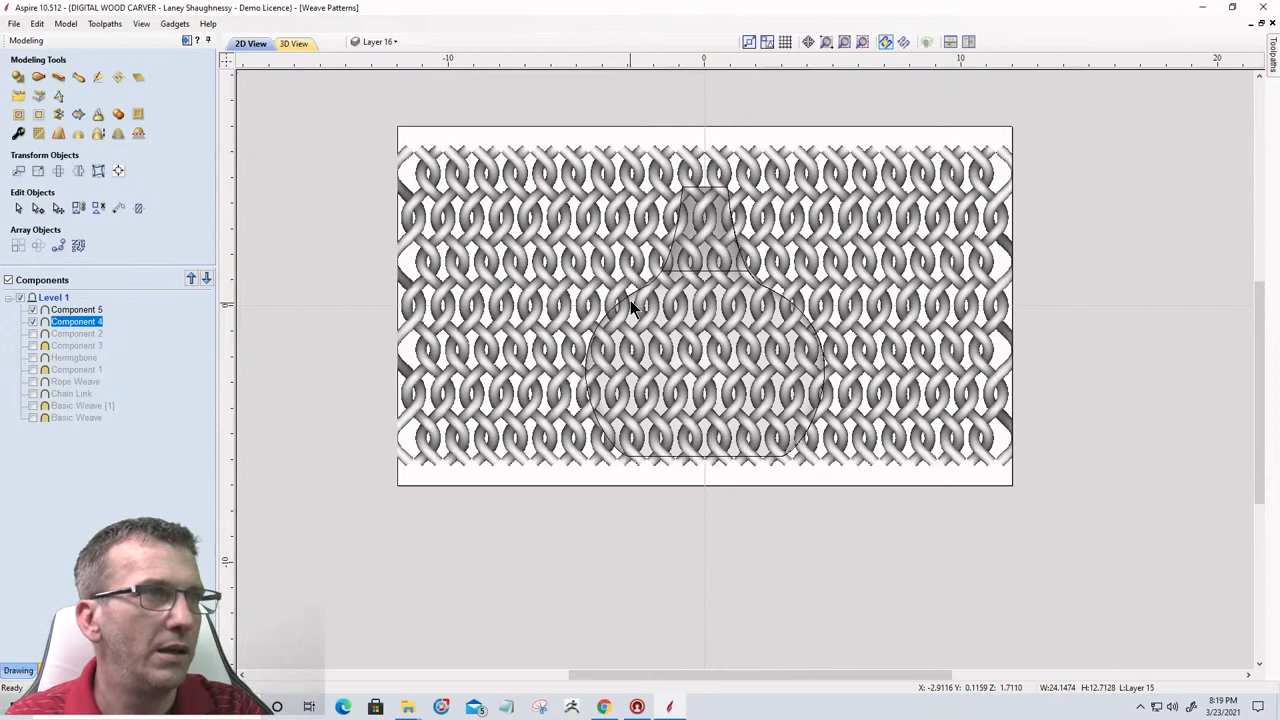 Aspire 10.512 - (DIGITAL WOOD CARVER - Laney Shaughnessy - Demo Licence) - [Weave Patterns]
File Edit Model Toolpaths View Gadgets Help
Modeling
2D View 3D View Layer 16
Toolpaths
-10 0 10 20
Modeling Tools
Transform Objects
Edit Objects
Array Objects
Components
Level 1
Component 5
Component 4
Component 2
Component 3
Herringbone
Component 1
Rope Weave
Chain Link
Basic Weave [1]
Basic Weave
0
-10
Drawing
Ready
X: -2.9116 Y: 0.1159 Z: 1.7110 W:24.1474 H:12.7128 L:Layer 15
5
8:19 PM
3/23/2021